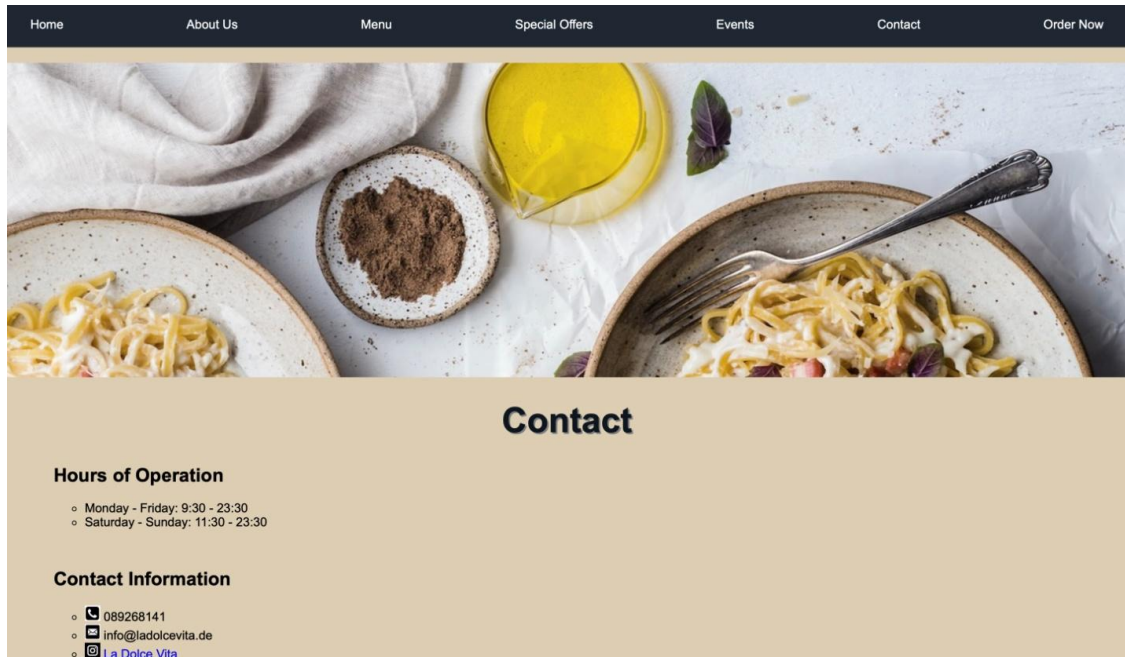 Home About Us Menu Special Offers Events Contact Order Now
Contact
Hours of Operation
Monday - Friday: 9:30 - 23:30
Saturday - Sunday: 11:30 - 23:30
Contact Information
089268141
info@ladolcevita.de
La Dolce Vita